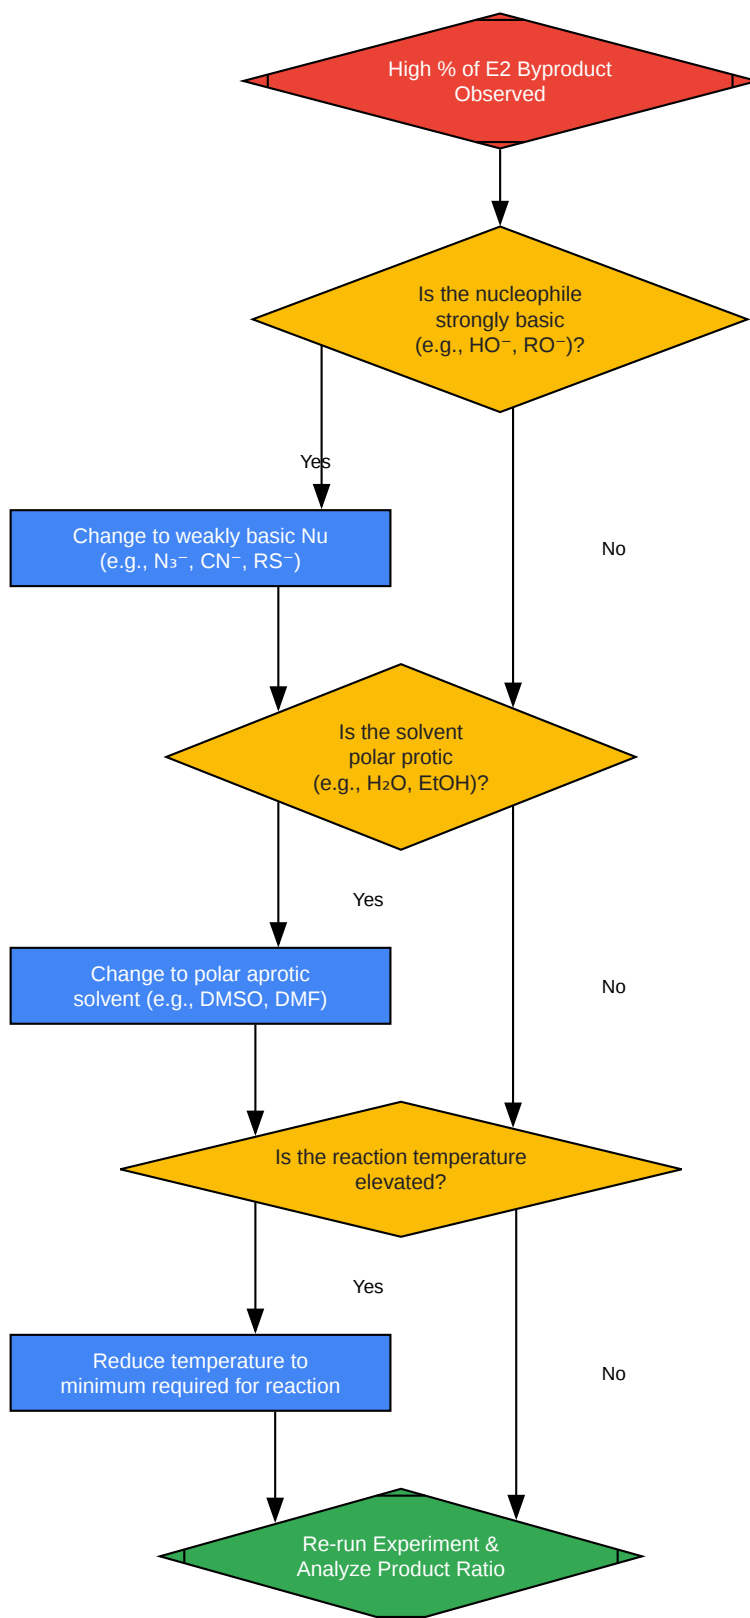 High % of E2 Byproduct
Observed
Is the nucleophile
strongly basic
(e.g., HO⁻, RO⁻)?
Yes
Change to weakly basic Nu
(e.g., N₃⁻, CN⁻, RS⁻)
No
Is the solvent
polar protic
(e.g., H₂O, EtOH)?
Yes
Change to polar aprotic
solvent (e.g., DMSO, DMF)
No
Is the reaction temperature
elevated?
Yes
Reduce temperature to
minimum required for reaction
No
Re-run Experiment &
Analyze Product Ratio